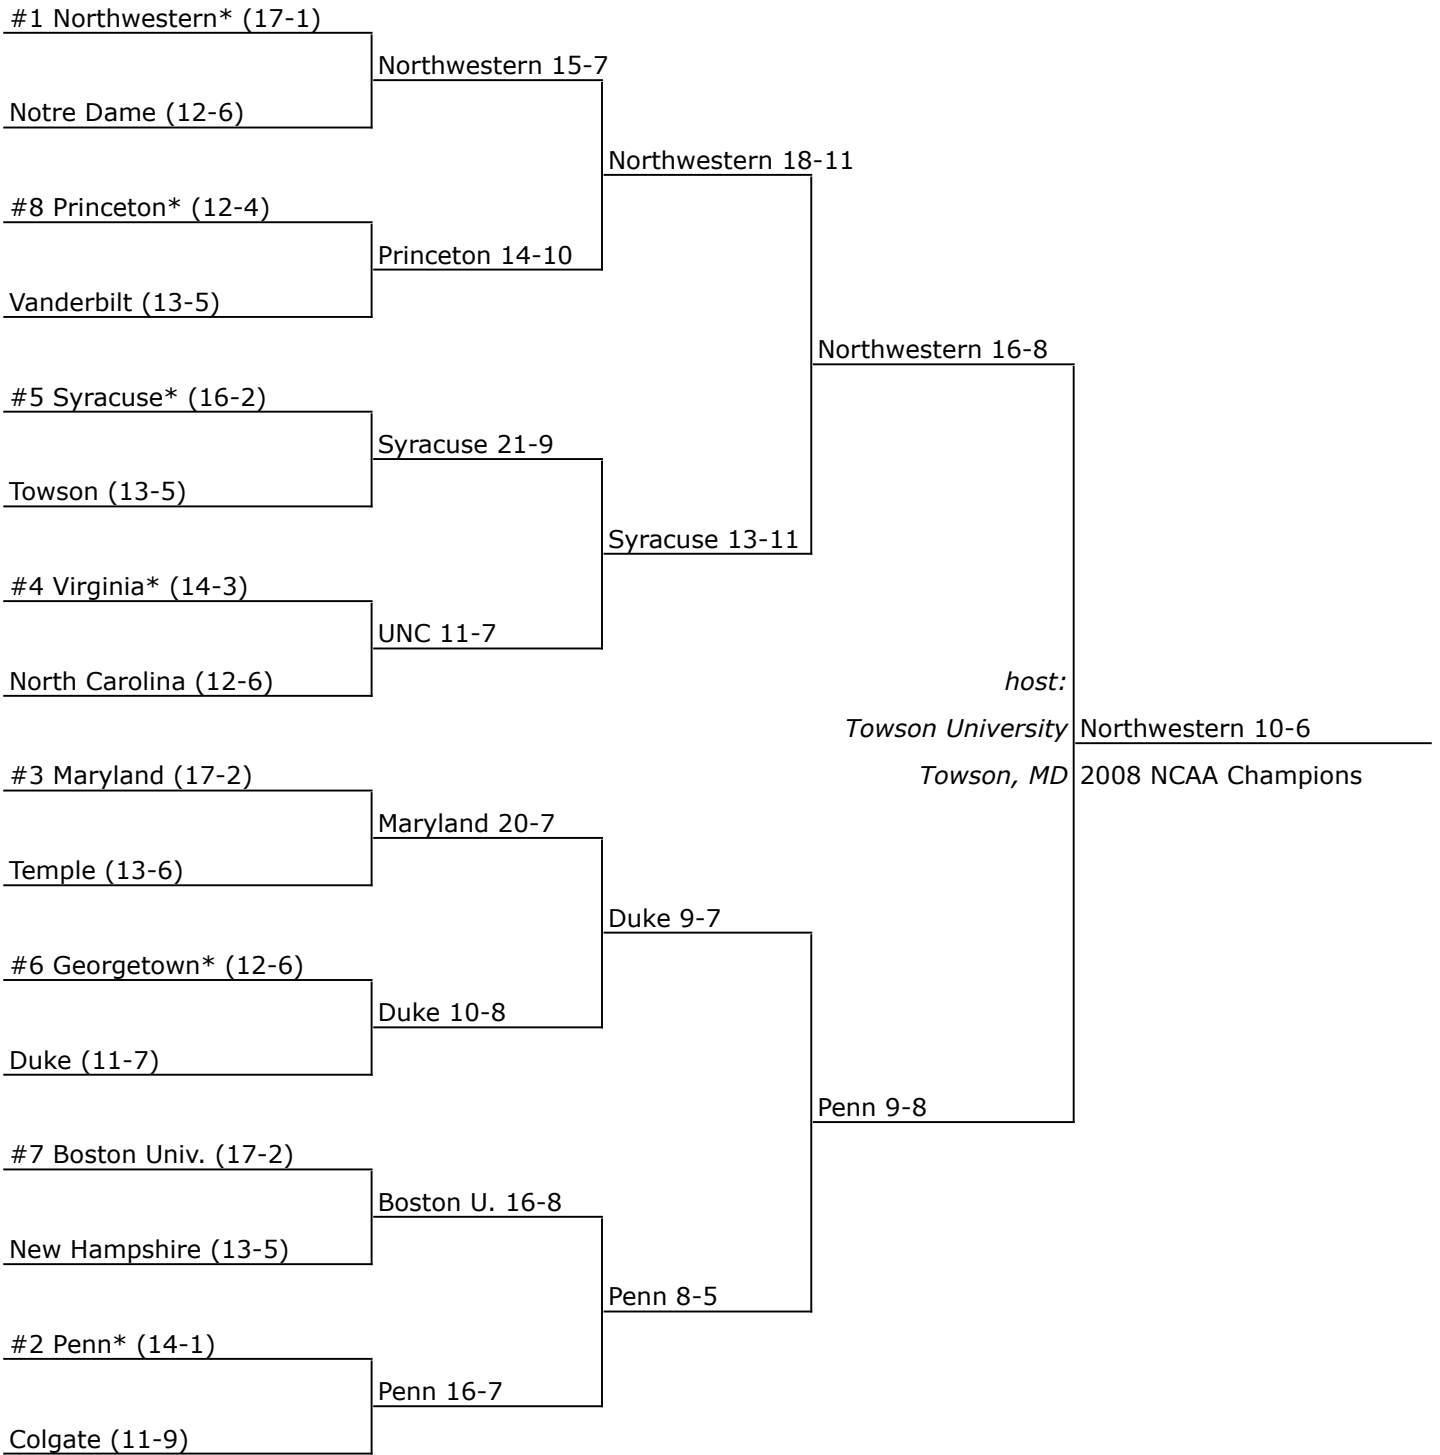 #1 Northwestern* (17-1)
Northwestern 15-7
Notre Dame (12-6)
Northwestern 18-11
#8 Princeton* (12-4)
Princeton 14-10
Vanderbilt (13-5)
Northwestern 16-8
#5 Syracuse* (16-2)
Syracuse 21-9
Towson (13-5)
Syracuse 13-11
#4 Virginia* (14-3)
UNC 11-7
North Carolina (12-6)
host:
Towson University
Northwestern 10-6
#3 Maryland (17-2)
Towson, MD
2008 NCAA Champions
Maryland 20-7
Temple (13-6)
Duke 9-7
#6 Georgetown* (12-6)
Duke 10-8
Duke (11-7)
Penn 9-8
#7 Boston Univ. (17-2)
Boston U. 16-8
New Hampshire (13-5)
Penn 8-5
#2 Penn* (14-1)
Penn 16-7
Colgate (11-9)